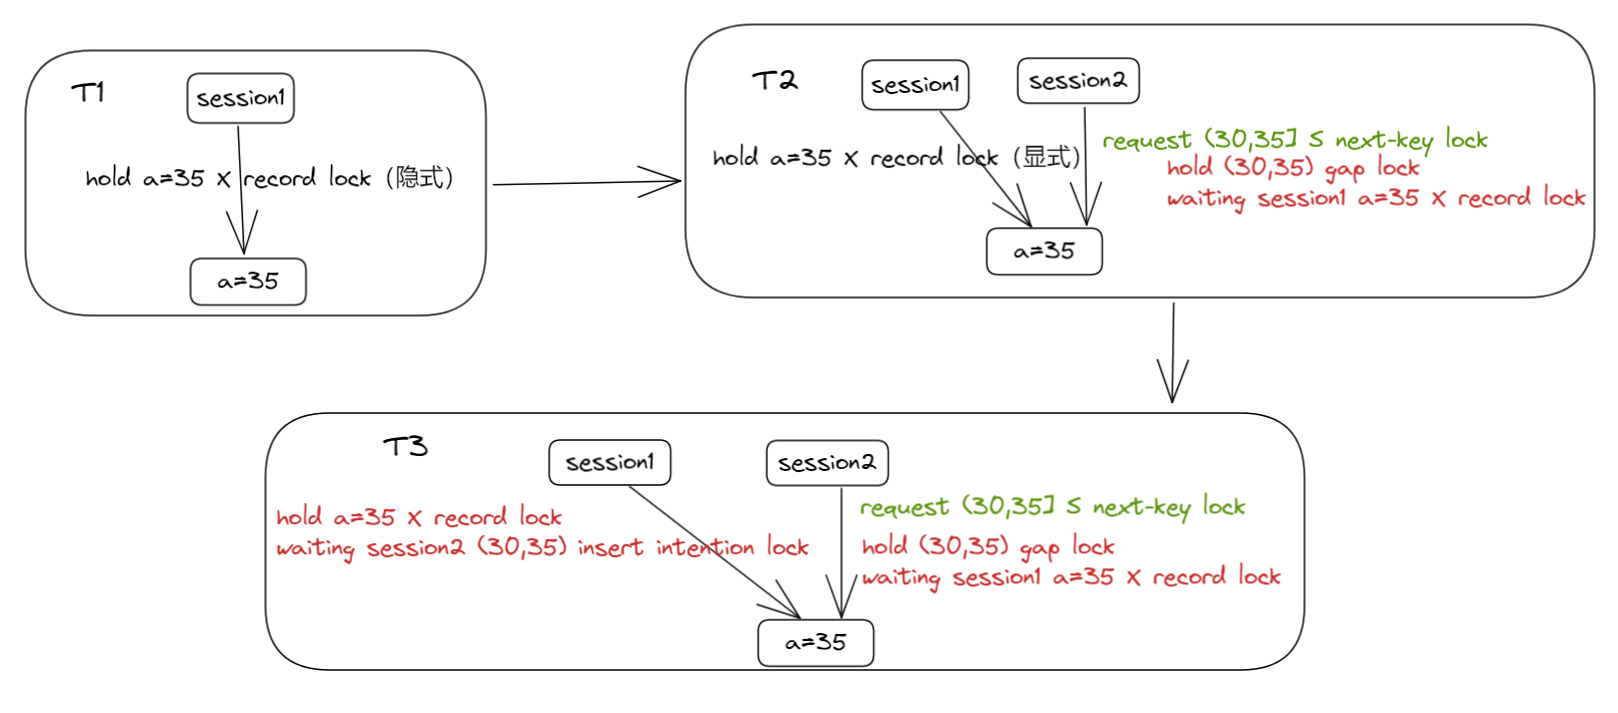 T1
session1
hold a=35 X record lock (隐式)
a=35
T2
session1
session2
request (30,35] S next-key lock
hold a=35 X record lock (显式)
hold (30,35) gap lock
waiting session1 a=35 X record lock
a=35
T3
session1
session2
hold a=35 X record lock
waiting session2 (30,35) insert intention lock
request (30,35] S next-key lock
hold (30,35) gap lock
waiting session1 a=35 X record lock
a=35